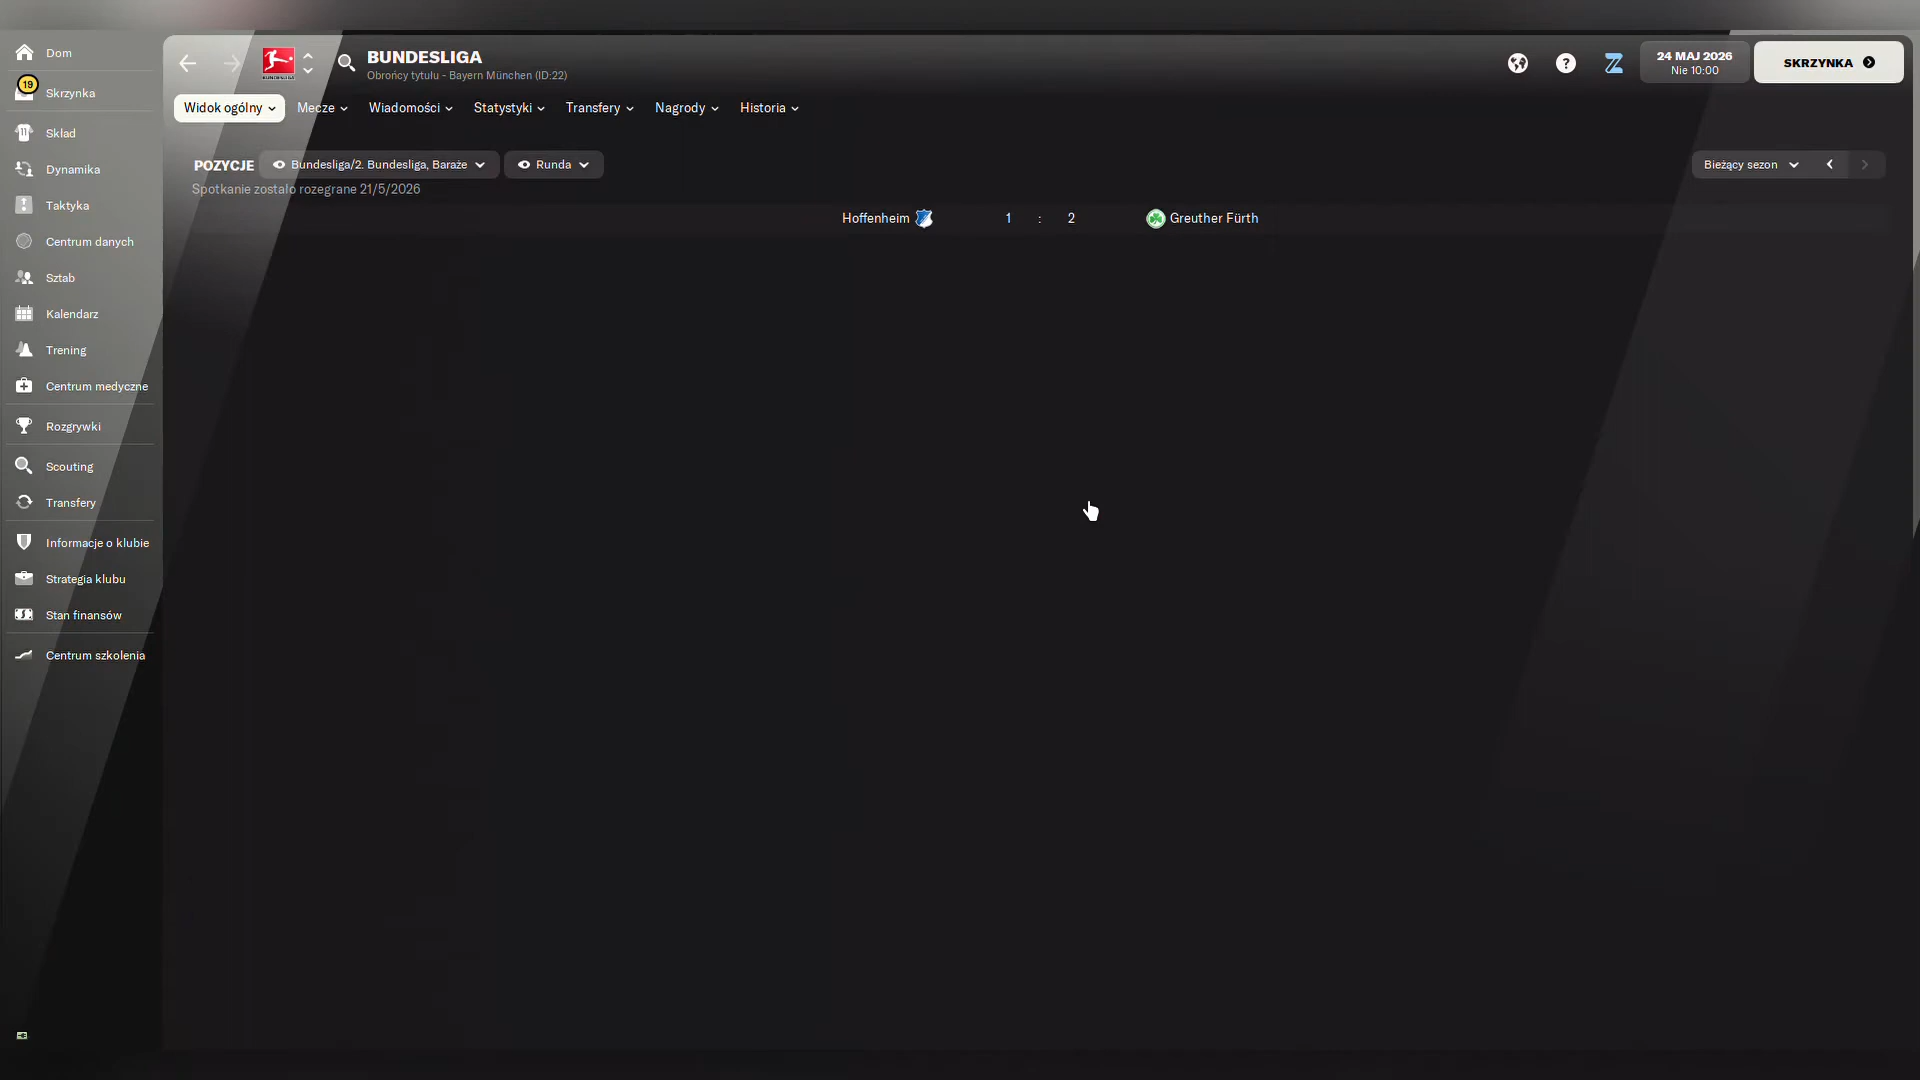 Dom
19
Skrzynka
Skład
Dynamika
Taktyka
Centrum danych
Sztab
Kalendarz
Trening
Centrum medyczne
Rozgrywki
Scouting
Transfery
Informacje o klubie
Strategia klubu
Stan finansów
Centrum szkolenia
BUNDESLIGA
Obrońcy tytułu - Bayern München (ID:22)
24 MAJ 2026
Nie 10:00
SKRZYNKA
Widok ogólny Mecze Wiadomości Statystyki Transfery Nagrody Historia
POZYCJE Bundesliga/2. Bundesliga, Baraże Runda Bieżący sezon
Spotkanie zostało rozegrane 21/5/2026
Hoffenheim 1 : 2 Greuther Fürth